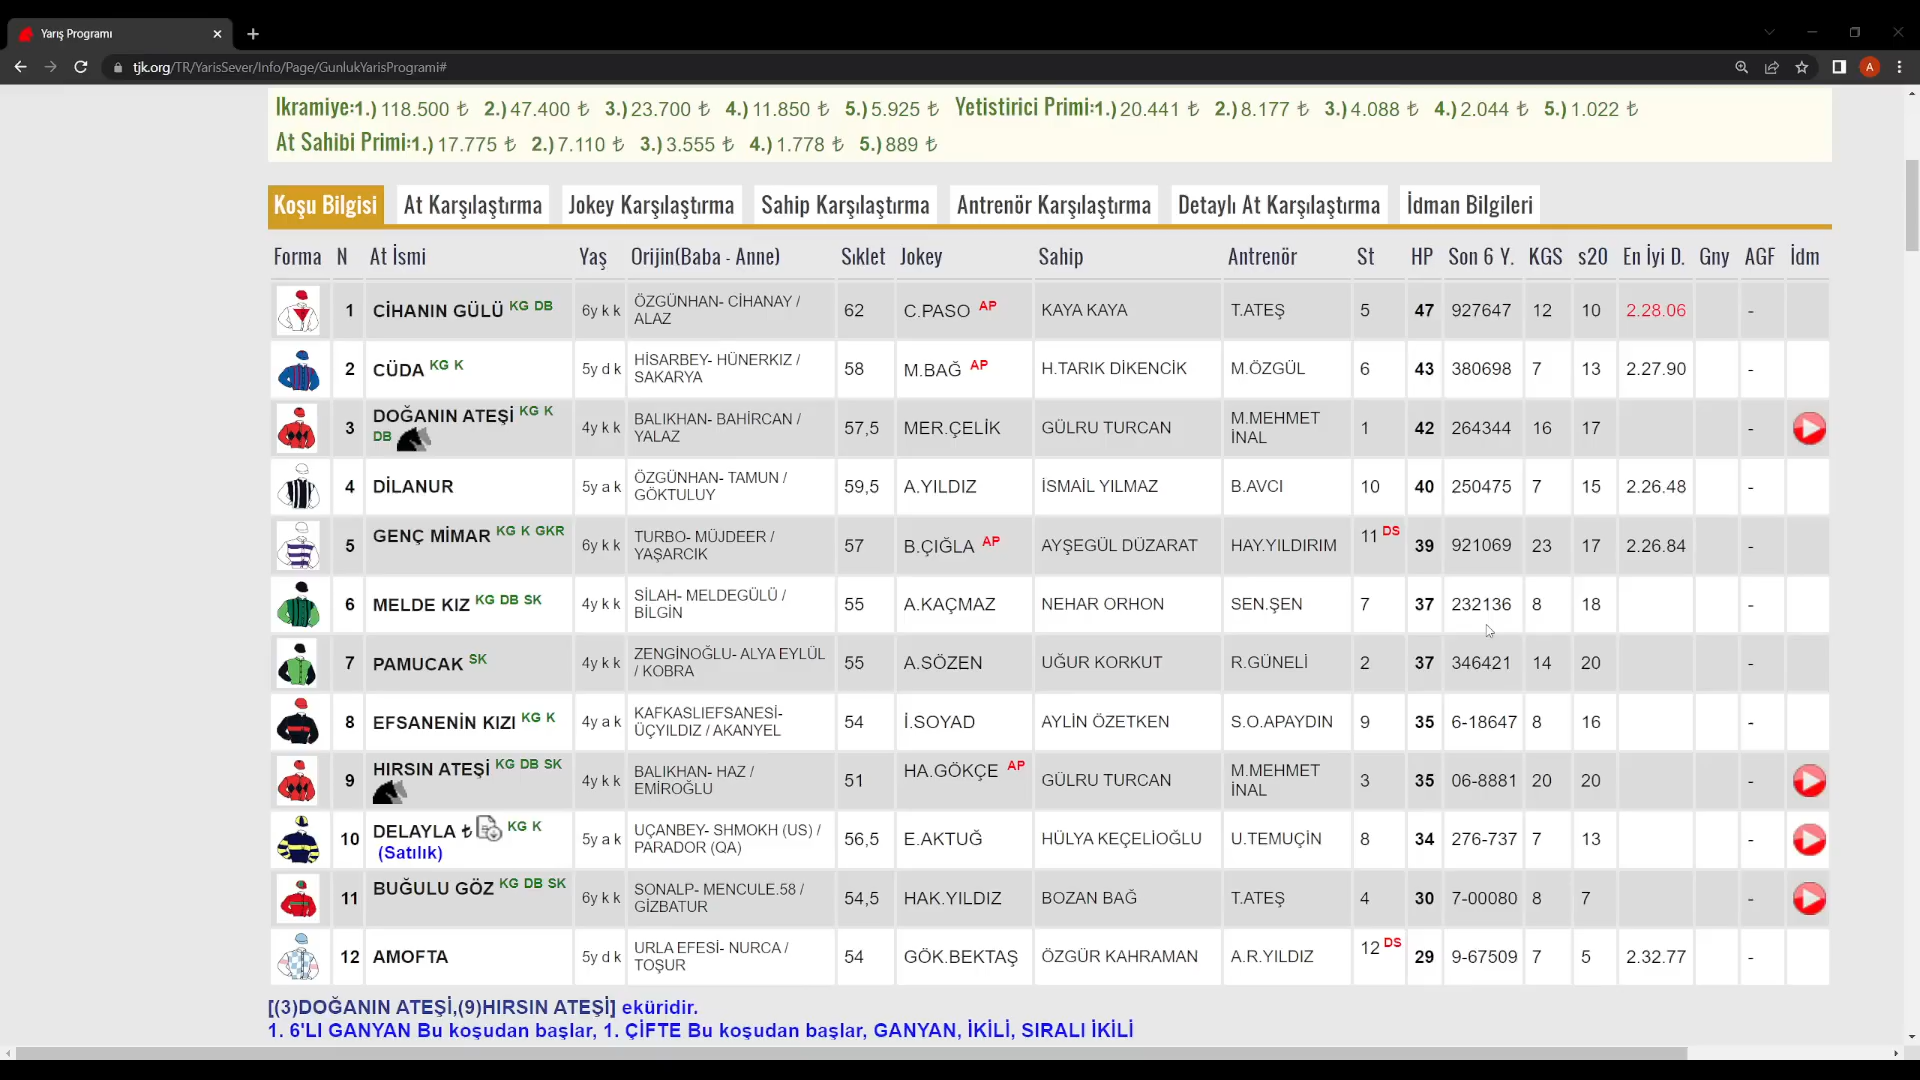 Yarış Programı
tjk.org/TR/YarisSever/Info/Page/GunlukYarisProgrami#
A
Ikramiye:1.) 118.500 ₺ 2.) 47.400 ₺ 3.) 23.700 ₺ 4.) 11.850 ₺ 5.) 5.925 ₺ Yetistirici Primi:1.) 20.441 ₺ 2.) 8.177 ₺ 3.) 4.088 ₺ 4.) 2.044 ₺ 5.) 1.022 ₺
At Sahibi Primi:1.) 17.775 ₺ 2.) 7.110 ₺ 3.) 3.555 ₺ 4.) 1.778 ₺ 5.) 889 ₺
Koşu Bilgisi At Karşılaştırma Jokey Karşılaştırma Sahip Karşılaştırma Antrenör Karşılaştırma Detaylı At Karşılaştırma İdman Bilgileri
Forma N At İsmi Yaş Orijin(Baba - Anne) Sıklet Jokey Sahip Antrenör St HP Son 6 Y. KGS s20 En İyi D. Gny AGF İdm
1 CİHANIN GÜLÜ KG DB 6y k k ÖZGÜNHAN- CİHANAY / ALAZ 62 C.PASO AP KAYA KAYA T.ATEŞ 5 47 927647 12 10 2.28.06 -
2 CÜDA KG K 5y d k HİSARBEY- HÜNERKIZ / SAKARYA 58 M.BAĞ AP H.TARIK DİKENCİK M.ÖZGÜL 6 43 380698 7 13 2.27.90 -
3 DOĞANIN ATEŞİ KG K DB 4y k k BALIKHAN- BAHİRCAN / YALAZ 57,5 MER.ÇELİK GÜLRU TURCAN M.MEHMET İNAL 1 42 264344 16 17 -
4 DİLANUR 5y a k ÖZGÜNHAN- TAMUN / GÖKTULUY 59,5 A.YILDIZ İSMAİL YILMAZ B.AVCI 10 40 250475 7 15 2.26.48 -
5 GENÇ MİMAR KG K GKR 6y k k TURBO- MÜJDEER / YAŞARCIK 57 B.ÇIĞLA AP AYŞEGÜL DÜZARAT HAY.YILDIRIM 11 DS 39 921069 23 17 2.26.84 -
6 MELDE KIZ KG DB SK 4y k k SİLAH- MELDEGÜLÜ / BİLGİN 55 A.KAÇMAZ NEHAR ORHON SEN.ŞEN 7 37 232136 8 18 -
7 PAMUCAK SK 4y k k ZENGİNOĞLU- ALYA EYLÜL / KOBRA 55 A.SÖZEN UĞUR KORKUT R.GÜNELİ 2 37 346421 14 20 -
8 EFSANENİN KIZI KG K 4y a k KAFKASLIEFSANESİ- ÜÇYILDIZ / AKANYEL 54 İ.SOYAD AYLİN ÖZETKEN S.O.APAYDIN 9 35 6-18647 8 16 -
9 HIRSIN ATEŞİ KG DB SK 4y k k BALIKHAN- HAZ / EMİROĞLU 51 HA.GÖKÇE AP GÜLRU TURCAN M.MEHMET İNAL 3 35 06-8881 20 20 -
10 DELAYLA ₺ KG K (Satılık) 5y a k UÇANBEY- SHMOKH (US) / PARADOR (QA) 56,5 E.AKTUĞ HÜLYA KEÇELİOĞLU U.TEMUÇİN 8 34 276-737 7 13 -
11 BUĞULU GÖZ KG DB SK 6y k k SONALP- MENCULE.58 / GİZBATUR 54,5 HAK.YILDIZ BOZAN BAĞ T.ATEŞ 4 30 7-00080 8 7 -
12 AMOFTA 5y d k URLA EFESİ- NURCA / TOŞUR 54 GÖK.BEKTAŞ ÖZGÜR KAHRAMAN A.R.YILDIZ 12 DS 29 9-67509 7 5 2.32.77 -
[(3)DOĞANIN ATEŞİ,(9)HIRSIN ATEŞİ] eküridir.
1. 6'LI GANYAN Bu koşudan başlar, 1. ÇİFTE Bu koşudan başlar, GANYAN, İKİLİ, SIRALI İKİLİ